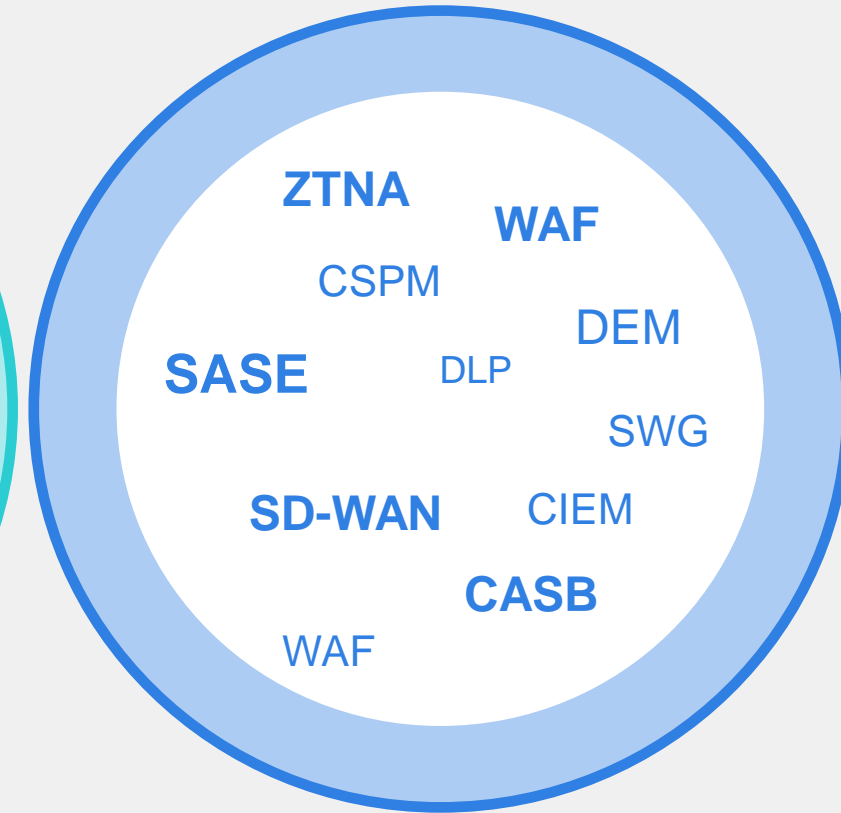 ZTNA
WAF
CSPM
DEM
SASE
DLP
SWG
SD-WAN
CIEM
CASB
WAF